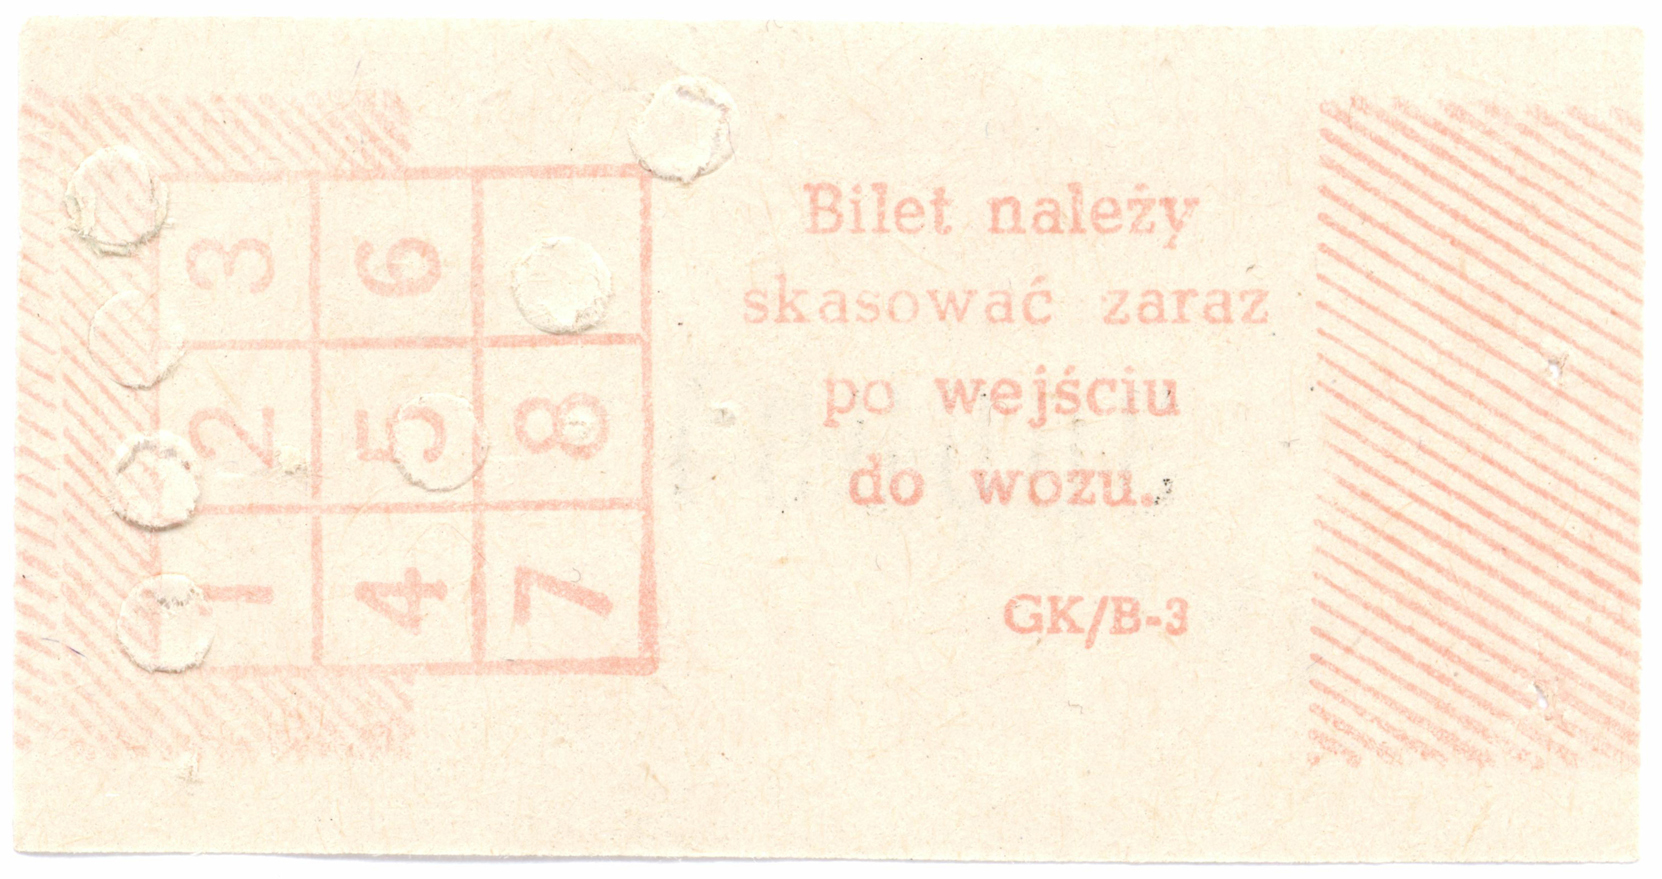 Bilet należy
skasować zaraz
po wejściu
do wozu.
GK/B-3
1 2 3
4 5 6
7 8